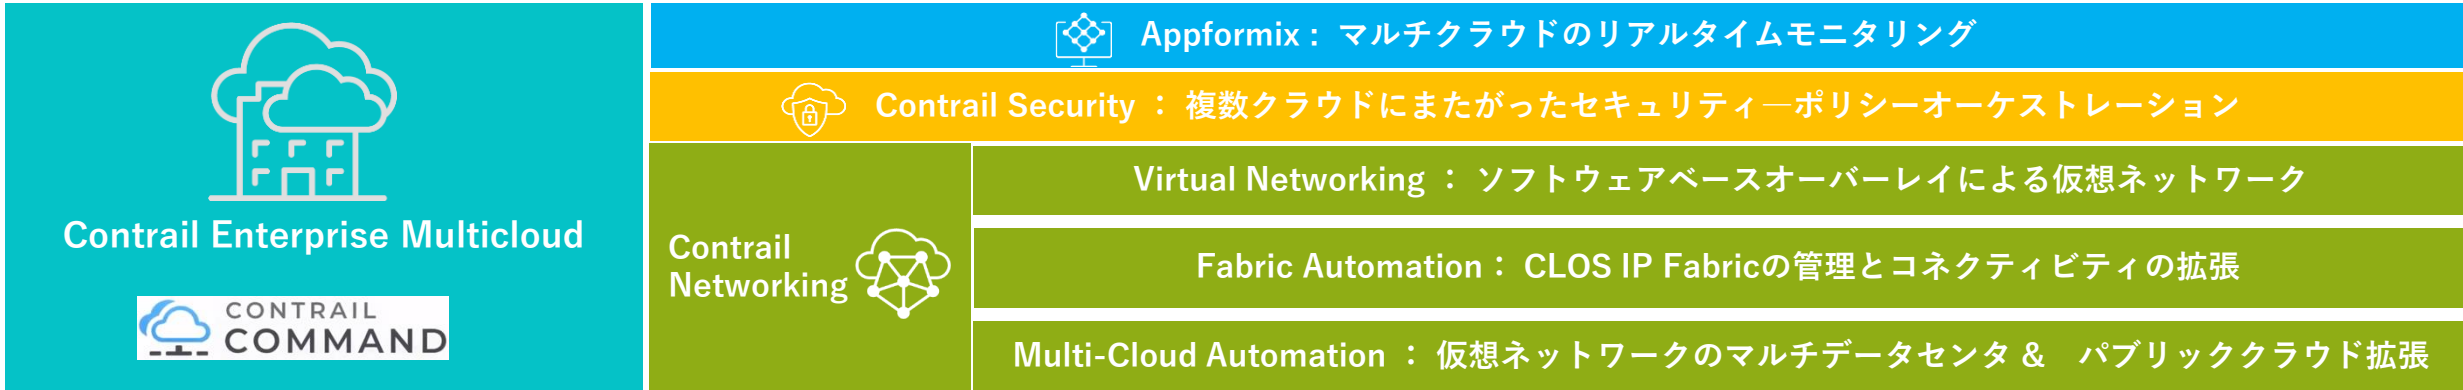 Contrail Enterprise Multicloud
CONTRAIL
COMMAND
Appformix： マルチクラウドのリアルタイムモニタリング
Contrail Security ： 複数クラウドにまたがったセキュリティ―ポリシーオーケストレーション
Contrail
Networking
Virtual Networking ： ソフトウェアベースオーバーレイによる仮想ネットワーク
Fabric Automation： CLOS IP Fabricの管理とコネクティビティの拡張
Multi-Cloud Automation ： 仮想ネットワークのマルチデータセンタ＆　パブリッククラウド拡張